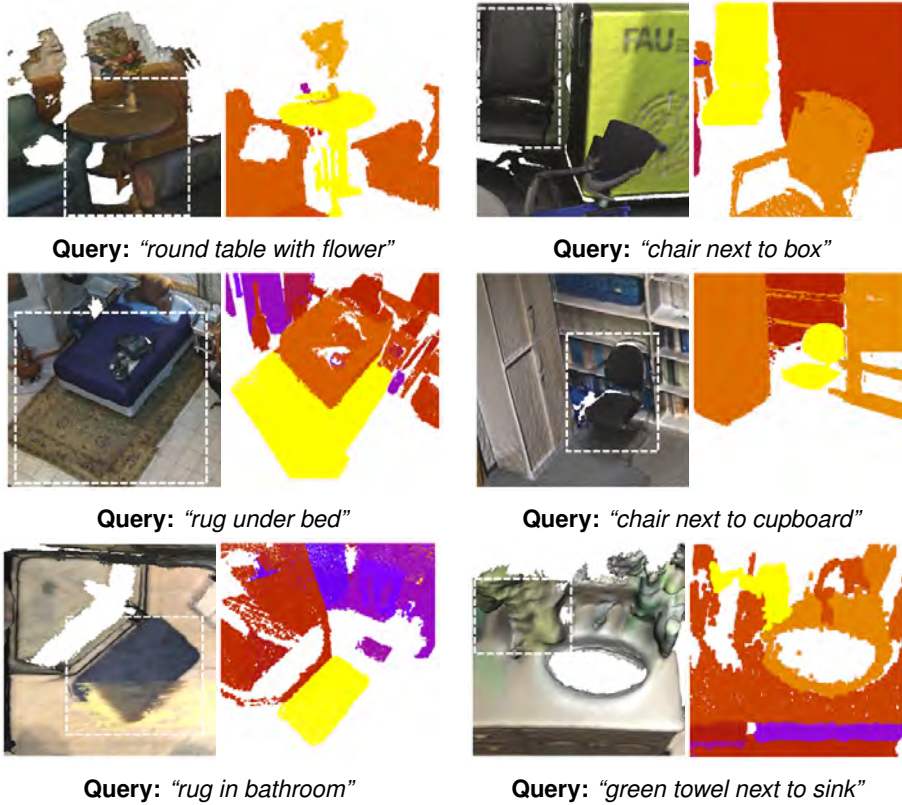 FAU
Query: “round table with flower”
Query: “chair next to box”
Query: “rug under bed”
Query: “chair next to cupboard”
Query: “rug in bathroom”
Query: “green towel next to sink”